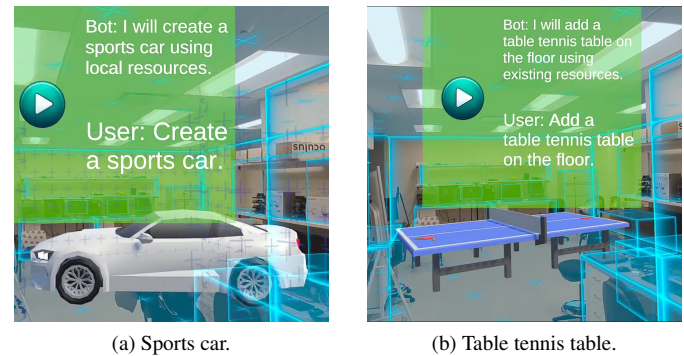 Bot: I will create a
sports car using
local resources.
User: Create
a sports car.
oculus
Bot: I will add a
table tennis table on
the floor using
existing resources.
User: Add a
table tennis table
on the floor.
(a) Sports car.
(b) Table tennis table.